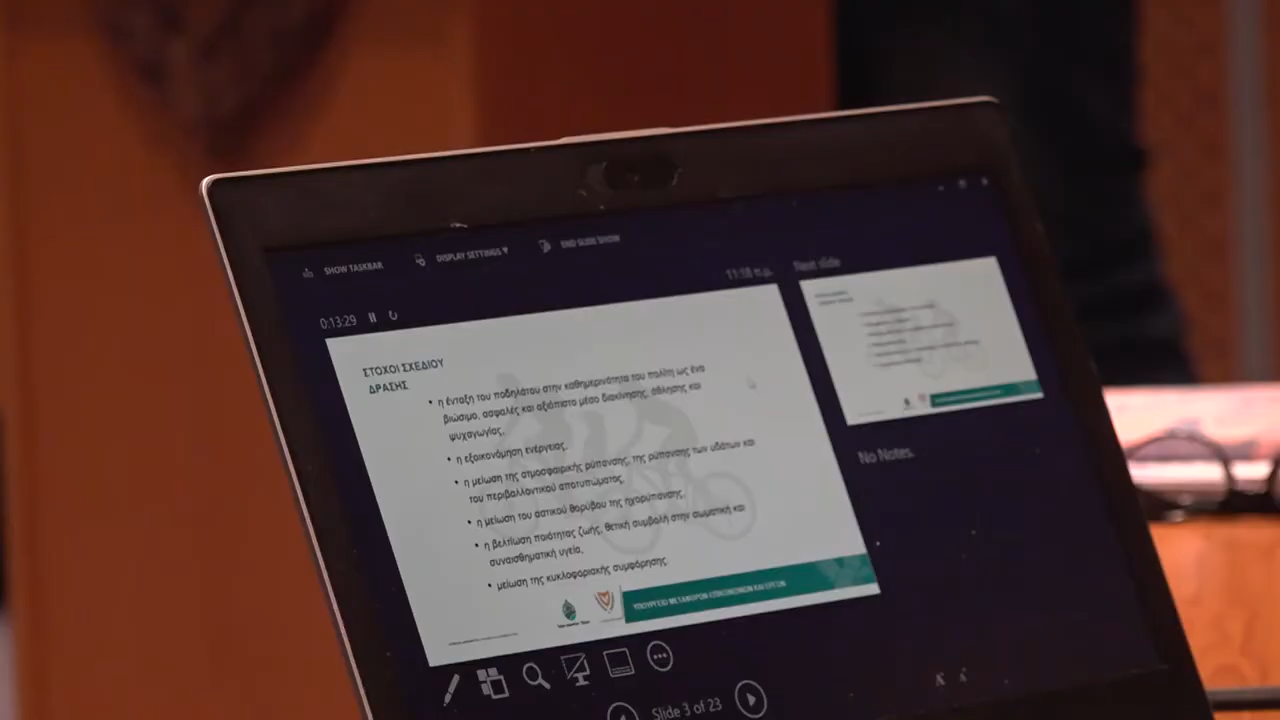 SHOW TASKBAR
DISPLAY SETTINGS ▼
END SLIDE SHOW
0:13:29
11:58 π.μ.
Next slide
ΣΤΟΧΟΙ ΣΧΕΔΙΟΥ
ΔΡΑΣΗΣ
• η ένταξη του ποδηλάτου στην καθημερινότητα του πολίτη ως ένα
βιώσιμο, ασφαλές και αξιόπιστο μέσο διακίνησης, άθλησης και
ψυχαγωγίας,
• η εξοικονόμηση ενέργειας,
• η μείωση της ατμοσφαιρικής ρύπανσης, της ρύπανσης των υδάτων και
του περιβαλλοντικού αποτυπώματος,
• η μείωση του αστικού θορύβου της ηχορύπανσης,
• η βελτίωση ποιότητας ζωής, θετική συμβολή στην σωματική και
συναισθηματική υγεία,
• μείωση της κυκλοφοριακής συμφόρησης.
ΥΠΟΥΡΓΕΙΟ ΜΕΤΑΦΟΡΩΝ ΕΠΙΚΟΙΝΩΝΙΩΝ ΚΑΙ ΕΡΓΩΝ
No Notes.
Slide 3 of 23